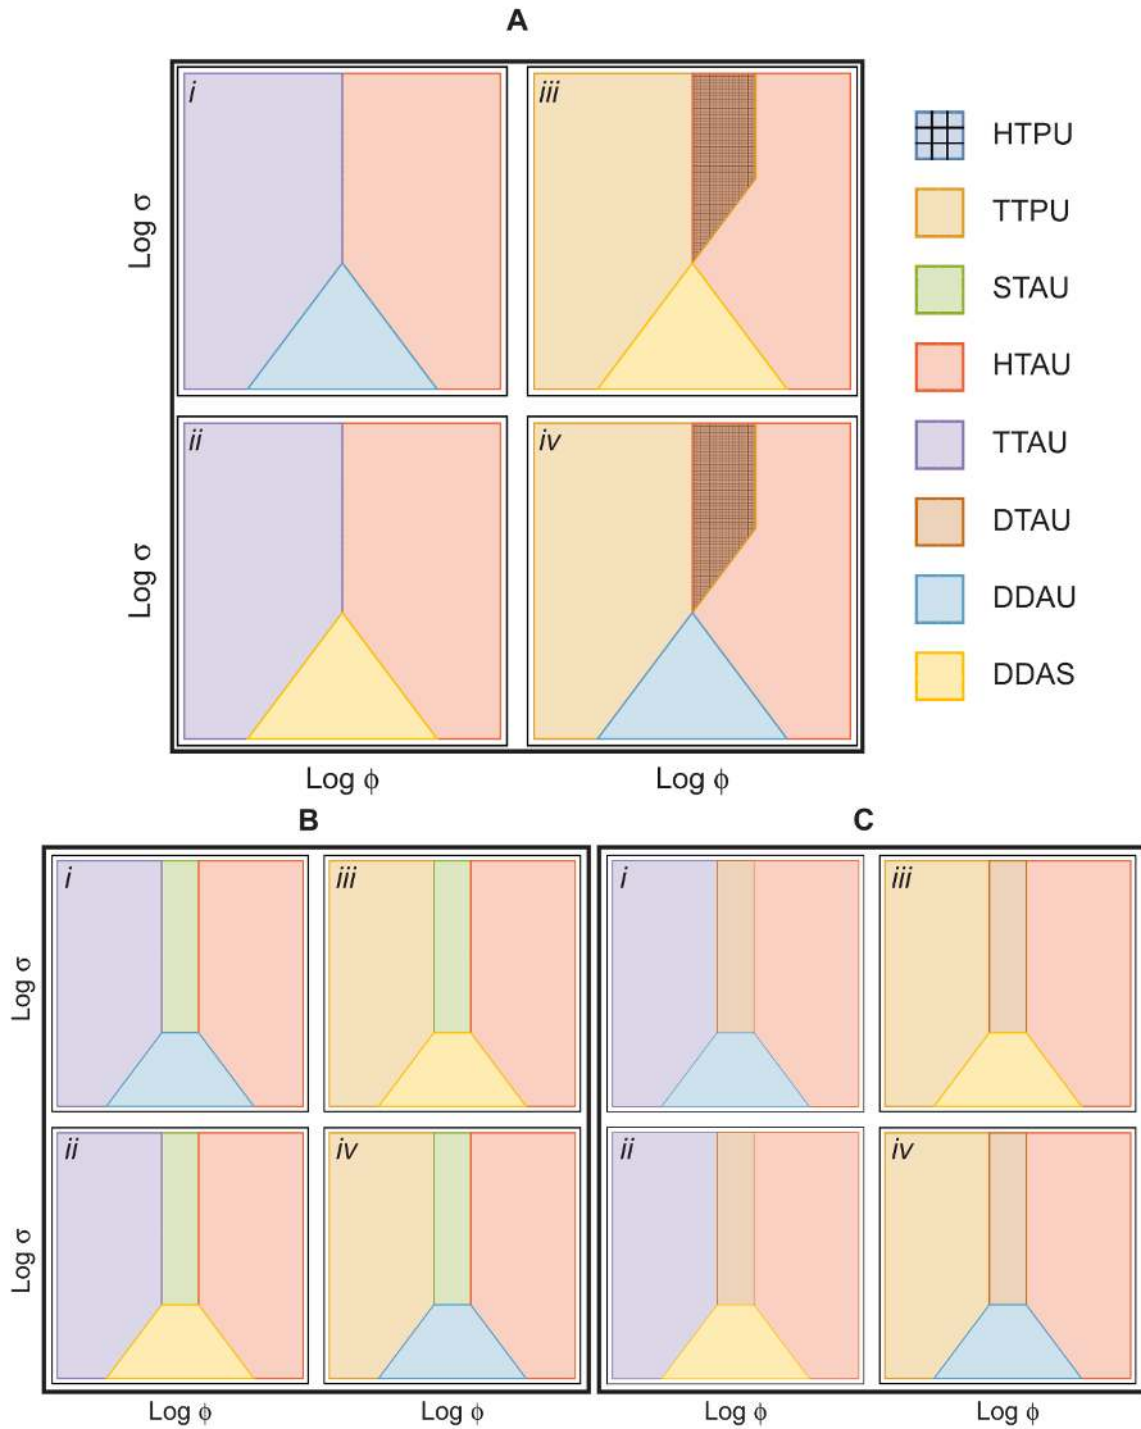 A
i
iii
Log σ
ii
iv
Log σ
Log ϕ
Log ϕ
HTPU
TTPU
STAU
HTAU
TTAU
DTAU
DDAU
DDAS
B
i
iii
Log σ
ii
iv
Log σ
Log ϕ
Log ϕ
C
i
iii
ii
iv
Log ϕ
Log ϕ